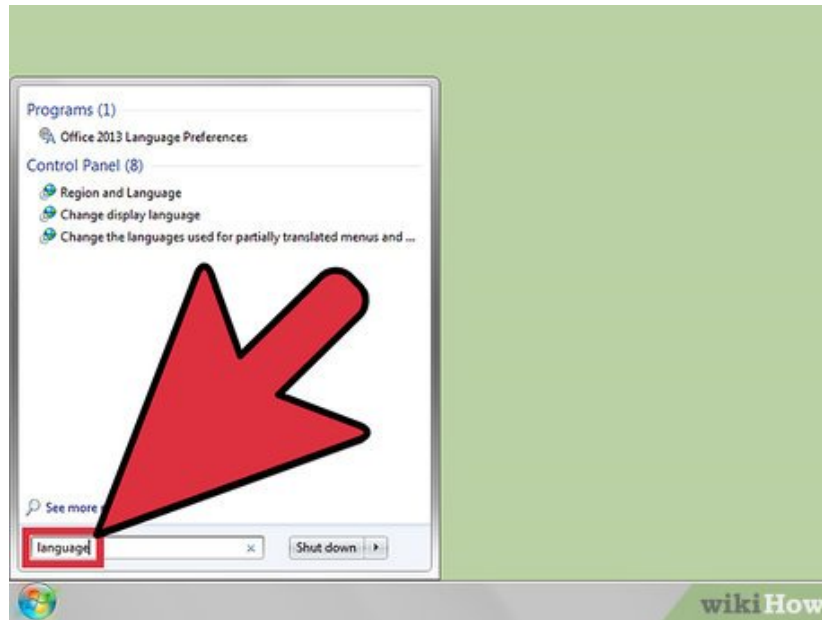 Programs (1)
Office 2013 Language Preferences
Control Panel (8)
Region and Language
Change display language
Change the languages used for partially translated menus and ...
See more
language
Shut down
wikiHow